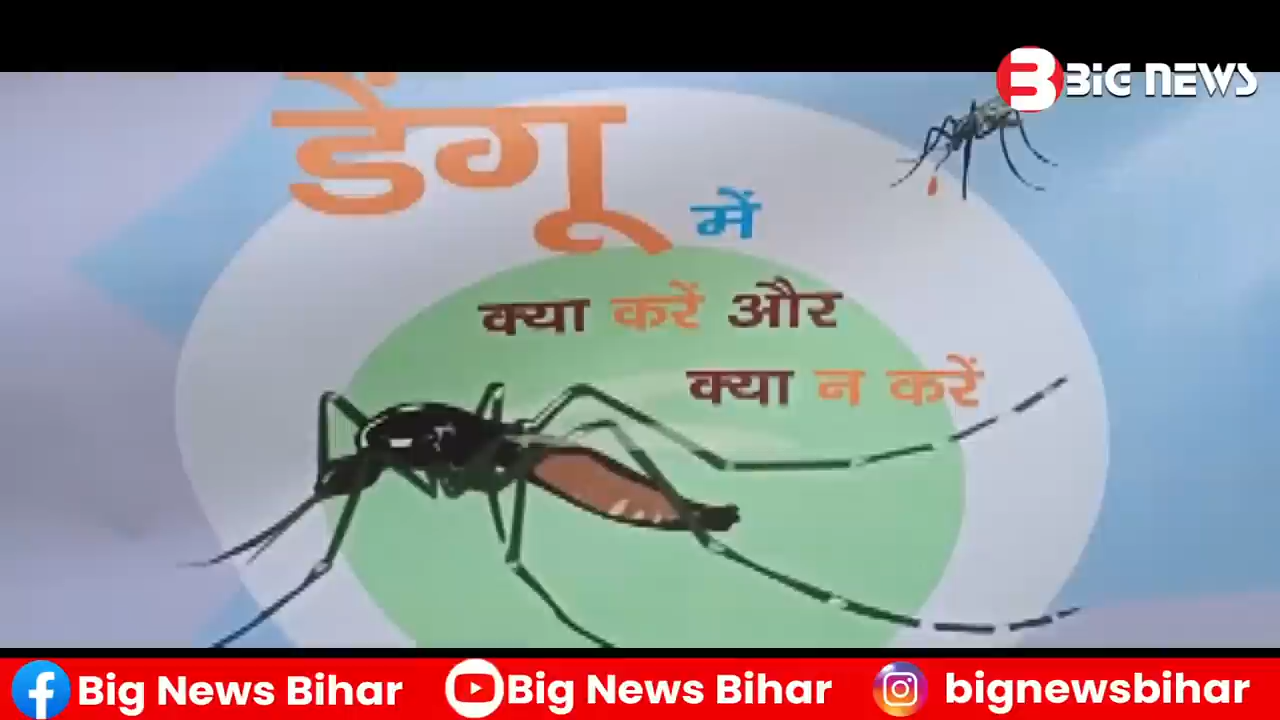 BIG NEWS
डेंगू
में
क्या करें और
क्या न करें
Big News Bihar
Big News Bihar
bignewsbihar